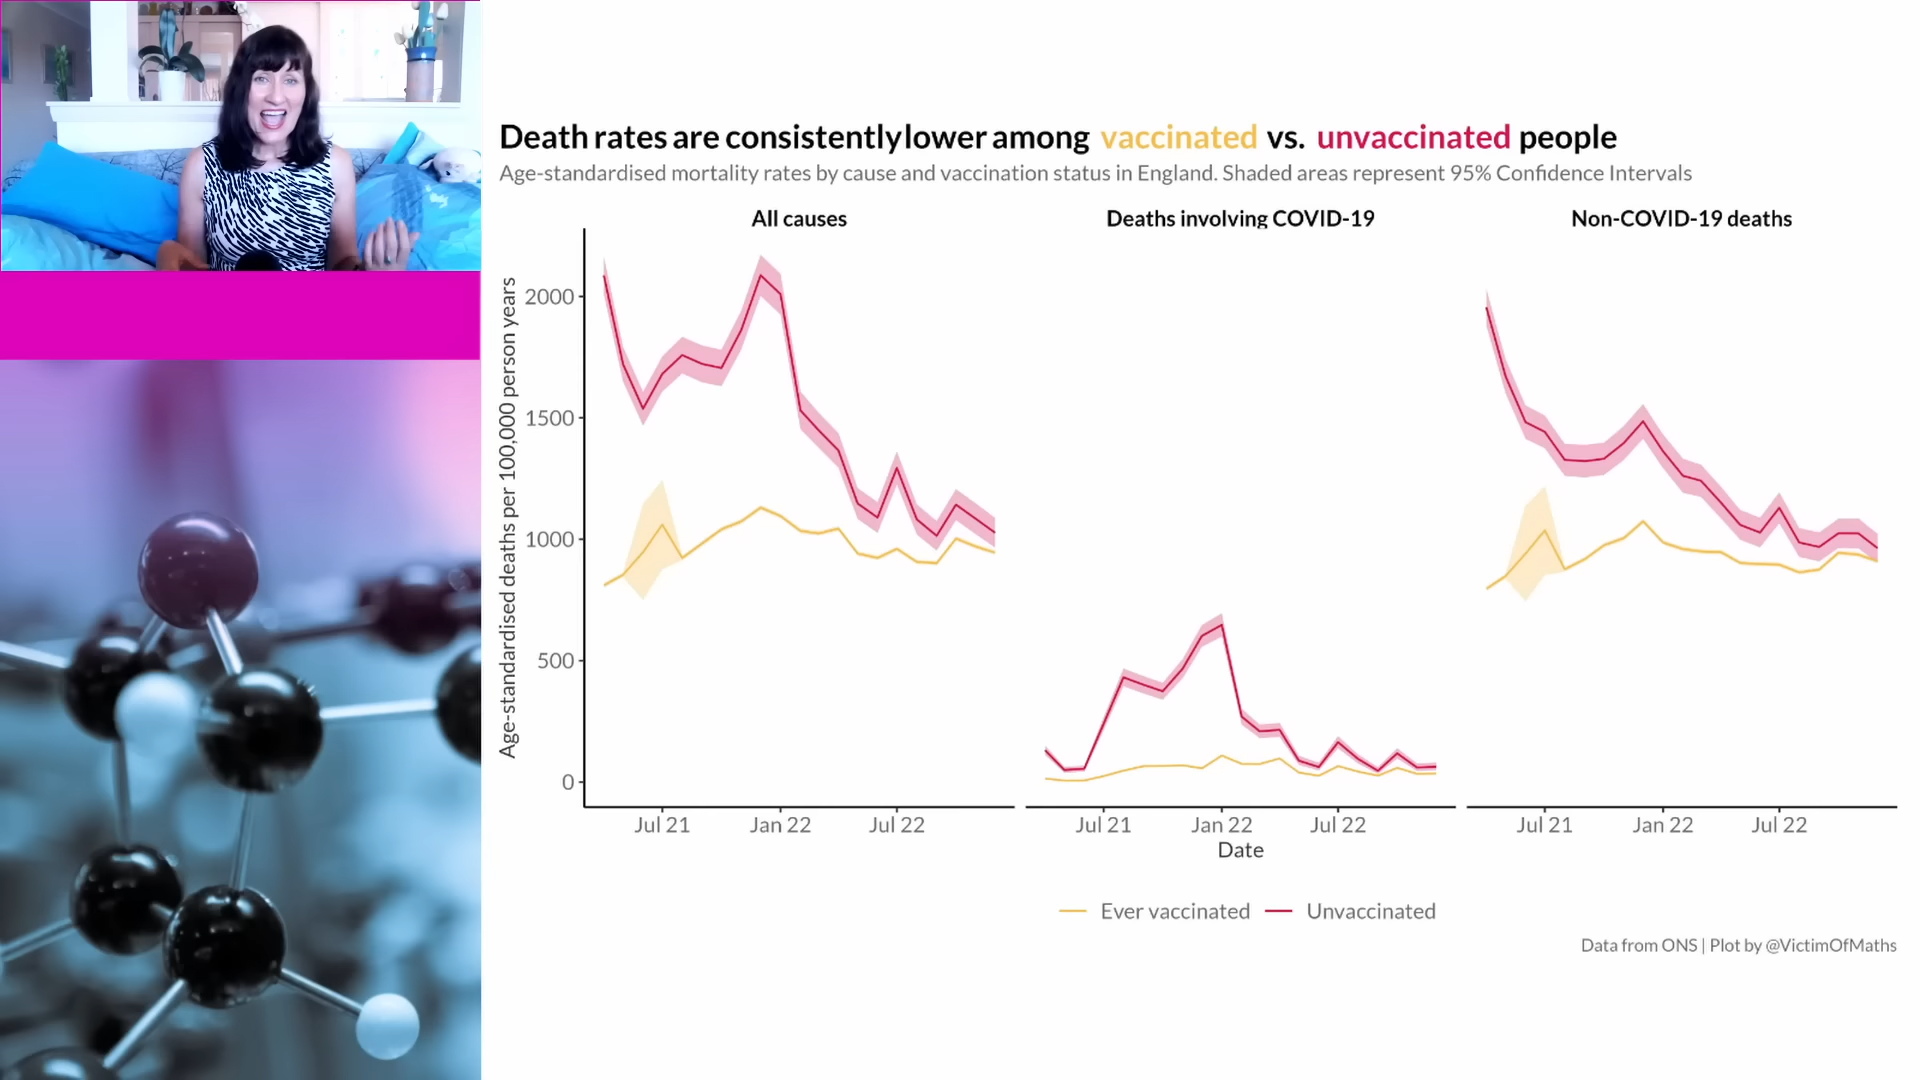 Death rates are consistently lower among vaccinated vs. unvaccinated people
Age-standardised mortality rates by cause and vaccination status in England. Shaded areas represent 95% Confidence Intervals
All causes
Deaths involving COVID-19
Non-COVID-19 deaths
Age-standardised deaths per 100,000 person years
2000
1500
1000
500
0
Jul 21 Jan 22 Jul 22
Jul 21 Jan 22 Jul 22
Jul 21 Jan 22 Jul 22
Date
Ever vaccinated Unvaccinated
Data from ONS | Plot by @VictimOfMaths